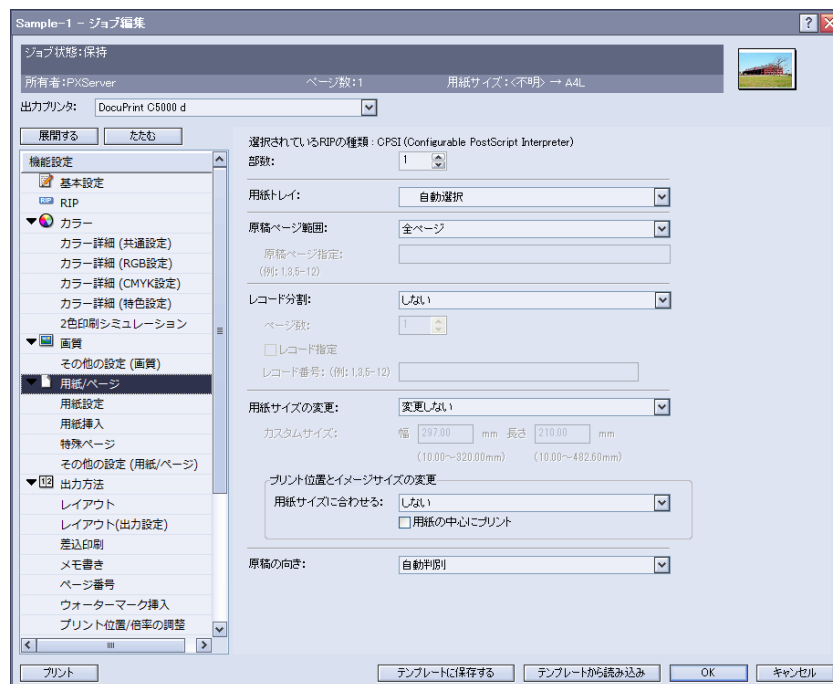 Sample-1 - ジョブ編集
ジョブ状態:保持
所有者:PXServer ページ数:1 用紙サイズ:<不明> → A4L
出力プリンタ: DocuPrint C5000 d
展開する たたむ
機能設定
基本設定
RIP RIP
カラー
カラー詳細 (共通設定)
カラー詳細 (RGB設定)
カラー詳細 (CMYK設定)
カラー詳細 (特色設定)
2色印刷シミュレーション
画質
その他の設定 (画質)
用紙/ページ
用紙設定
用紙挿入
特殊ページ
その他の設定 (用紙/ページ)
12 出力方法
レイアウト
レイアウト(出力設定)
差込印刷
メモ書き
ページ番号
ウォーターマーク挿入
プリント位置/倍率の調整
選択されているRIPの種類 : CPSI (Configurable PostScript Interpreter)
部数: 1
用紙トレイ: 自動選択
原稿ページ範囲: 全ページ
原稿ページ指定:
(例: 1,3,5-12)
レコード分割: しない
ページ数: 1
レコード指定
レコード番号: (例: 1,3,5-12)
用紙サイズの変更: 変更しない
カスタムサイズ: 幅 297.00 mm 長さ 210.00 mm
(10.00~320.00mm) (10.00~482.60mm)
プリント位置とイメージサイズの変更
用紙サイズに合わせる: しない
用紙の中心にプリント
原稿の向き: 自動判別
プリント テンプレートに保存する テンプレートから読み込み OK キャンセル